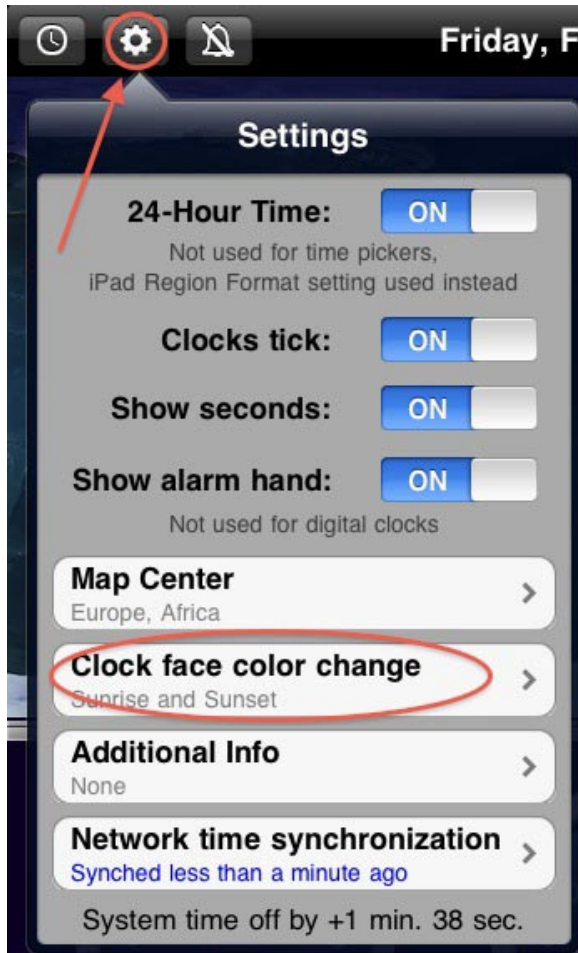 Friday, F
Settings
24-Hour Time: ON
Not used for time pickers,
iPad Region Format setting used instead
Clocks tick: ON
Show seconds: ON
Show alarm hand: ON
Not used for digital clocks
Map Center
Europe, Africa
Clock face color change
Sunrise and Sunset
Additional Info
None
Network time synchronization
Synched less than a minute ago
System time off by +1 min. 38 sec.